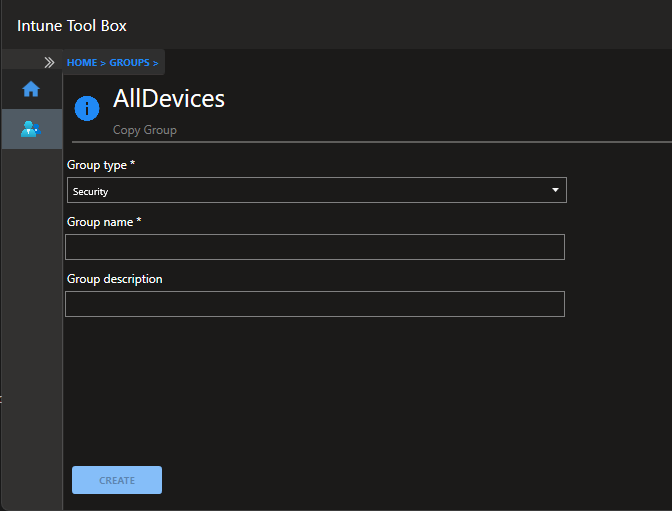 Intune Tool Box
HOME > GROUPS >
AllDevices
Copy Group
Group type *
Security
Group name *
Group description
CREATE